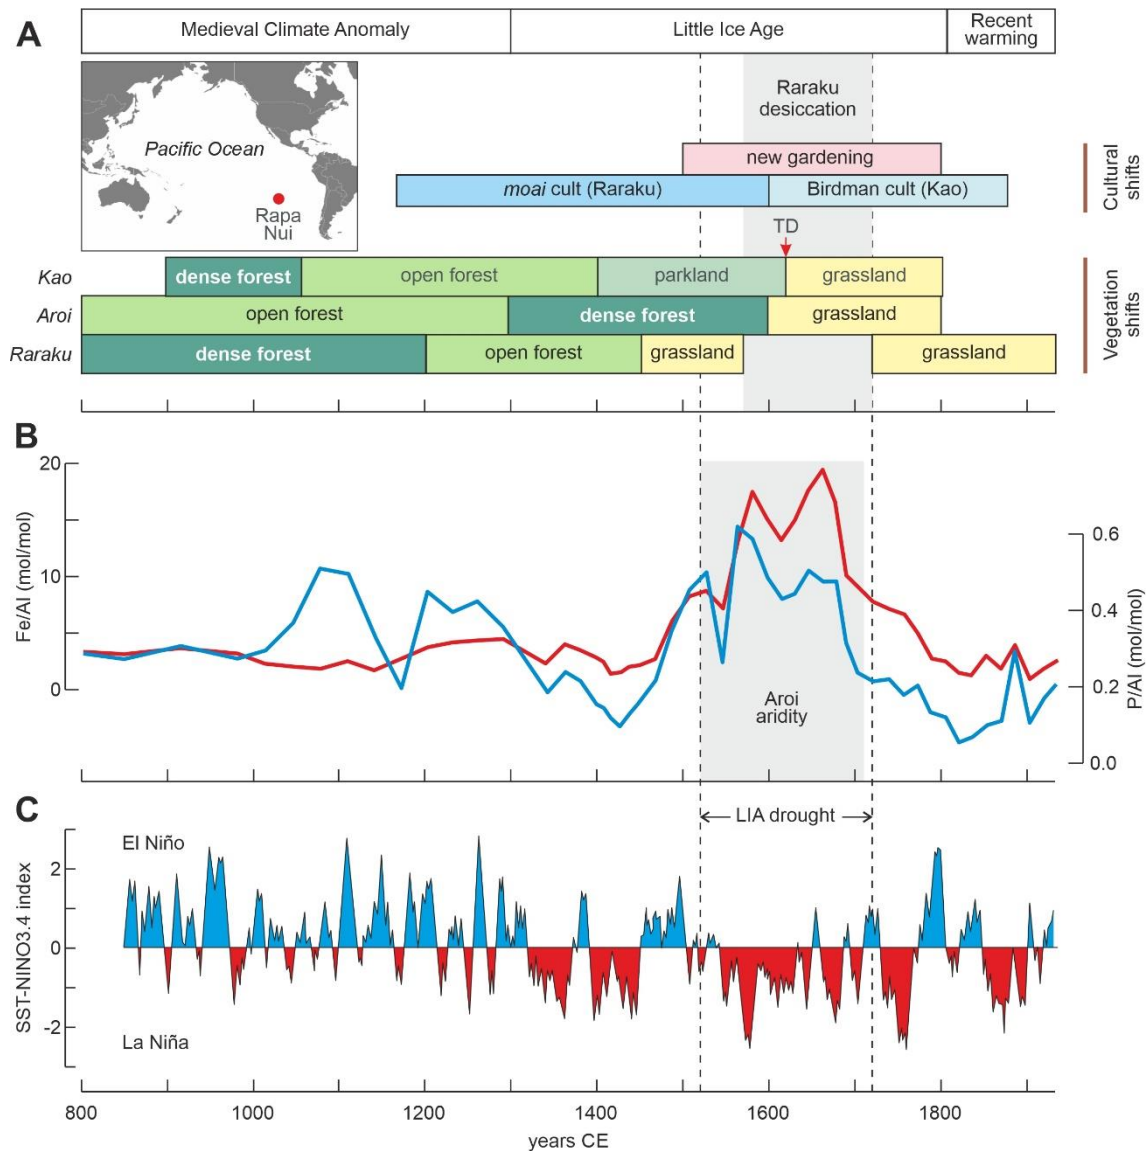 A
Medieval Climate Anomaly
Little Ice Age
Recent
warming
Pacific Ocean
Rapa
Nui
Raraku
desiccation
new gardening
moai cult (Raraku)
Birdman cult (Kao)
Cultural
shifts
TD
Kao
dense forest
open forest
parkland
grassland
Aroi
open forest
dense forest
grassland
Raraku
dense forest
open forest
grassland
grassland
Vegetation
shifts
B
20
10
0
Fe/Al (mol/mol)
0.6
0.4
0.2
0.0
P/Al (mol/mol)
Aroi
aridity
C
LIA drought
El Niño
La Niña
2
0
-2
SST-NINO3.4 index
800
1000
1200
1400
1600
1800
years CE